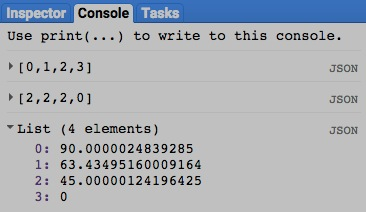 Inspector Console Tasks
Use print(...) to write to this console.
[0,1,2,3] JSON
[2,2,2,0] JSON
List (4 elements) JSON
0: 90.0000024839285
1: 63.43495160009164
2: 45.00000124196425
3: 0